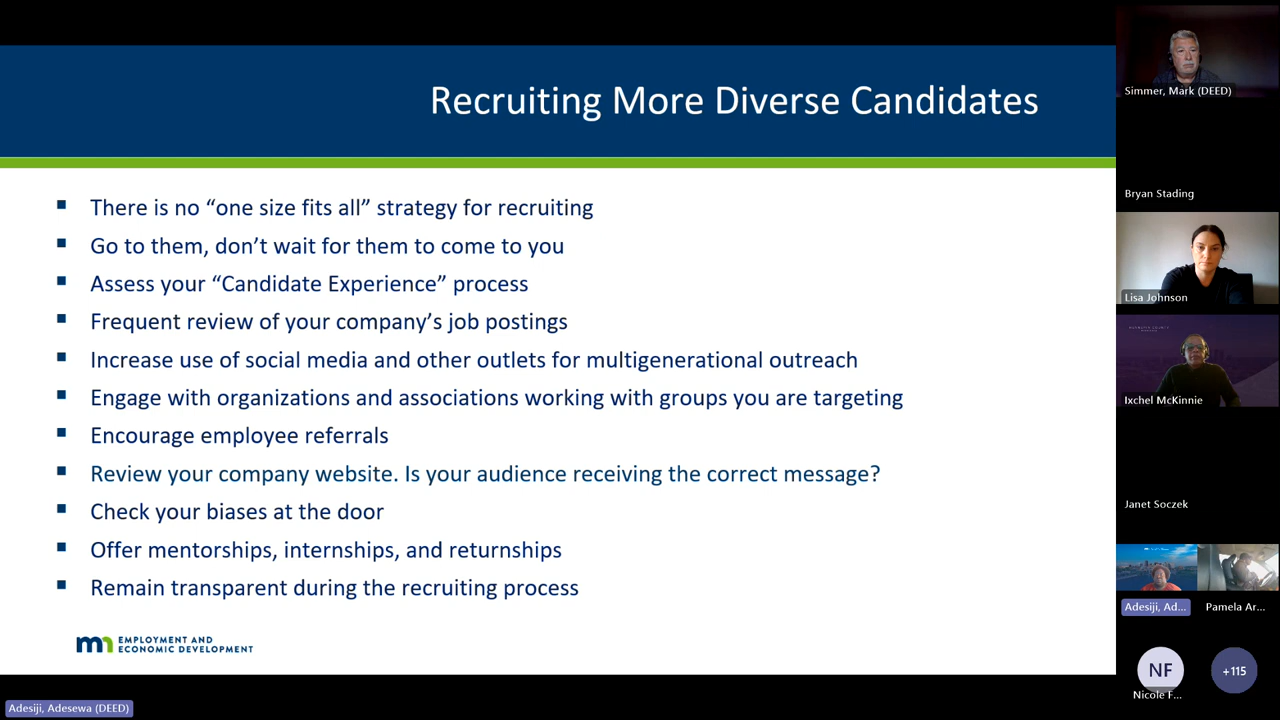 Recruiting More Diverse Candidates
There is no “one size fits all” strategy for recruiting
Go to them, don’t wait for them to come to you
Assess your “Candidate Experience” process
Frequent review of your company’s job postings
Increase use of social media and other outlets for multigenerational outreach
Engage with organizations and associations working with groups you are targeting
Encourage employee referrals
Review your company website. Is your audience receiving the correct message?
Check your biases at the door
Offer mentorships, internships, and returnships
Remain transparent during the recruiting process
mn EMPLOYMENT AND
ECONOMIC DEVELOPMENT
Adesiji, Adesewa (DEED)
Simmer, Mark (DEED)
Bryan Stading
Lisa Johnson
Ixchel McKinnie
Janet Soczek
Adesiji, Ad...
Pamela Ar...
NF
Nicole F...
+115